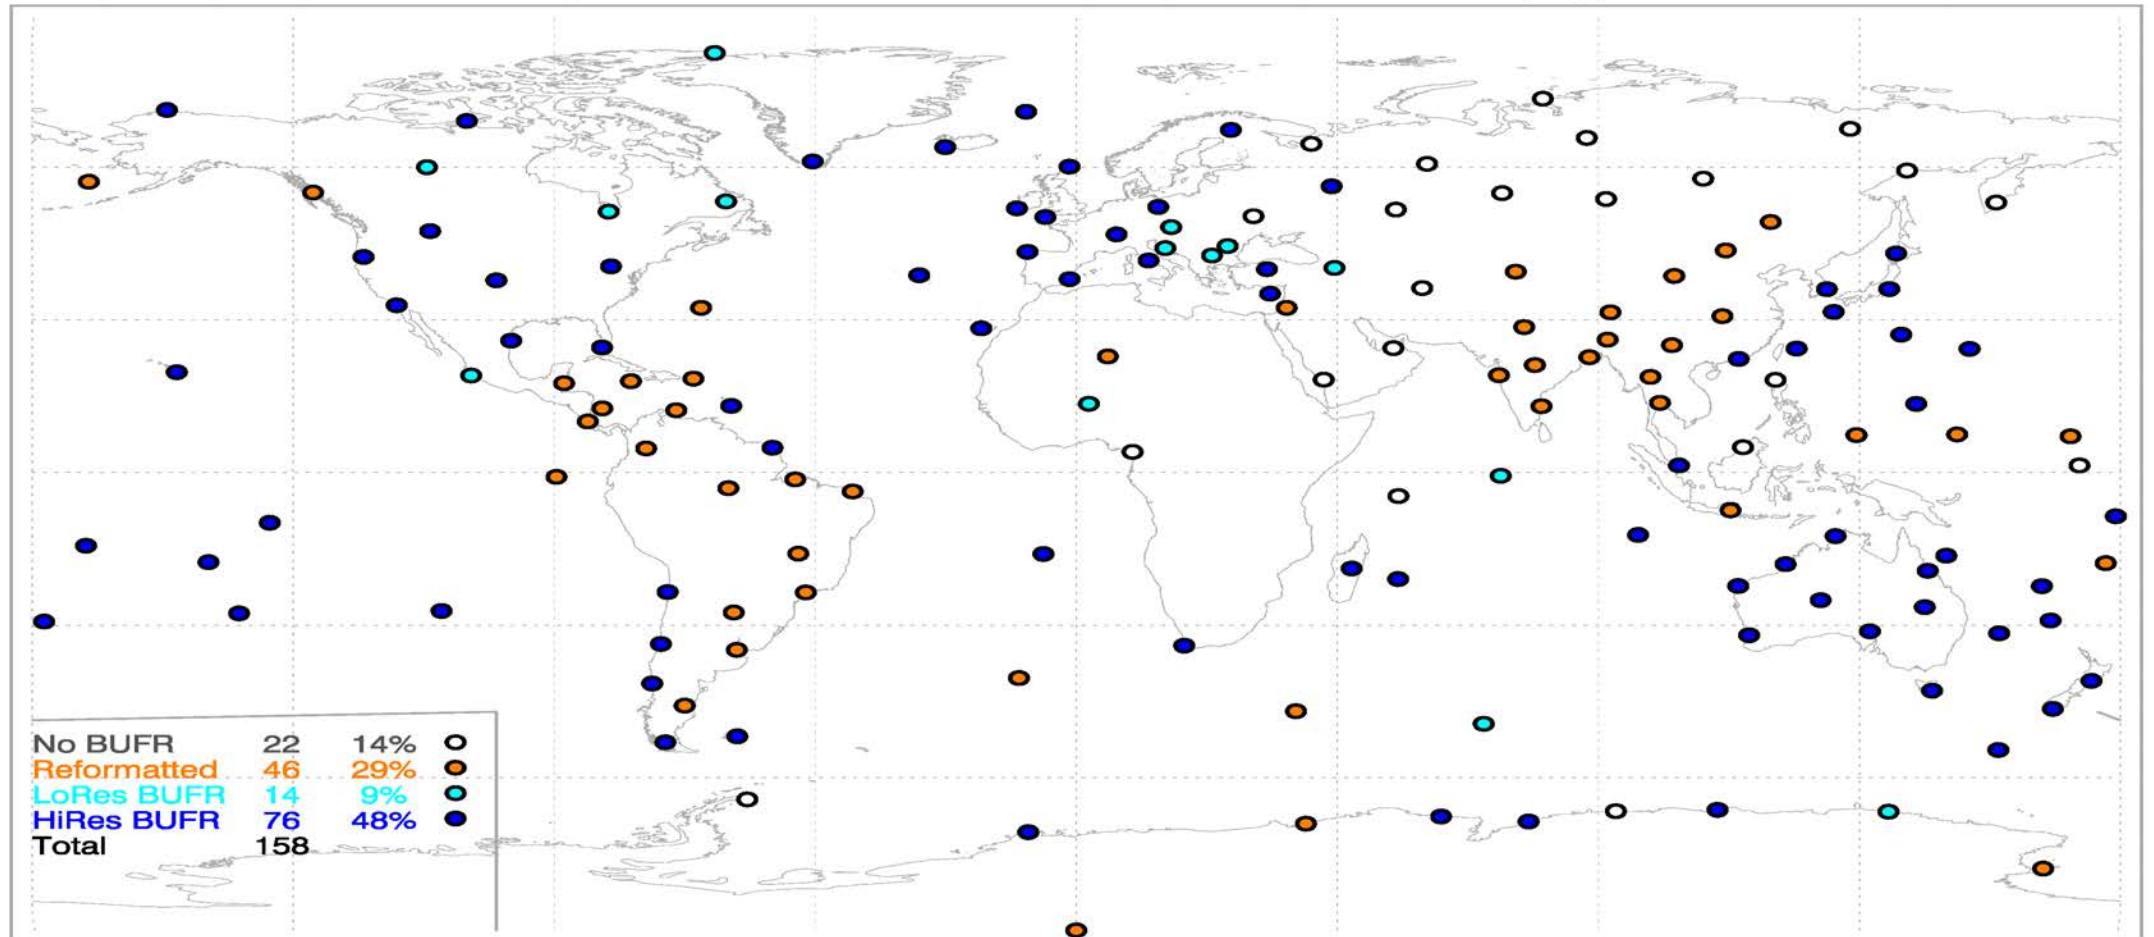 No BUFR 22 14%
Reformatted 46 29%
LoRes BUFR 14 9%
HiRes BUFR 76 48%
Total 158